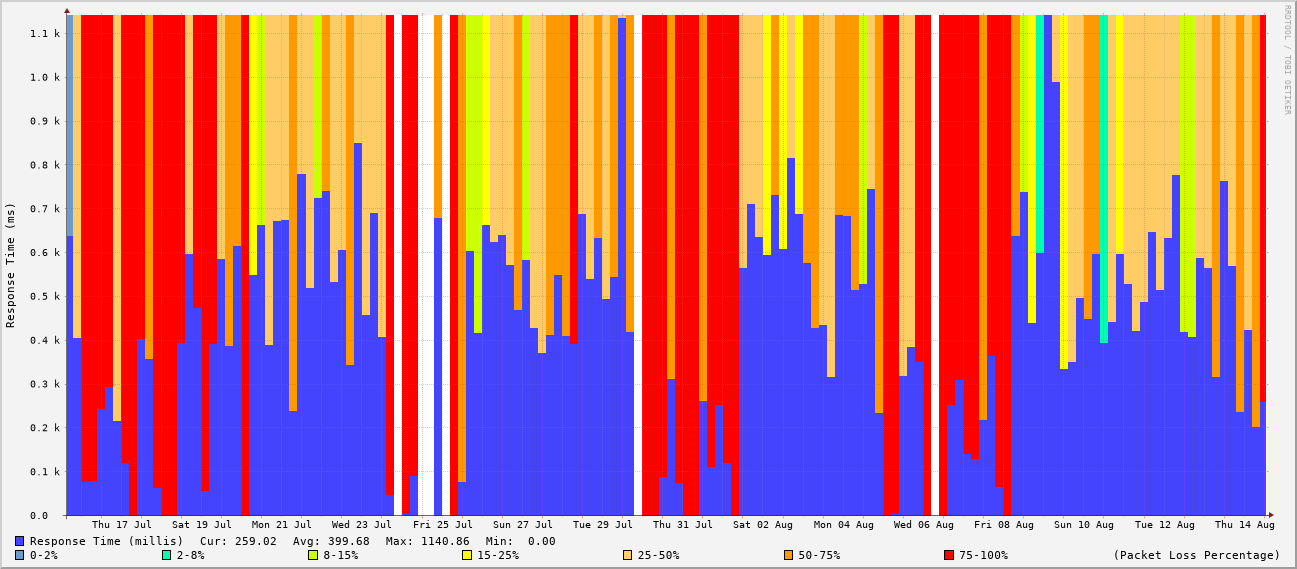 RRDTOOL / TOBI OETIKER
Response Time (ms)
1.1 k
1.0 k
0.9 k
0.8 k
0.7 k
0.6 k
0.5 k
0.4 k
0.3 k
0.2 k
0.1 k
0.0
Thu 17 Jul Sat 19 Jul Mon 21 Jul Wed 23 Jul Fri 25 Jul Sun 27 Jul Tue 29 Jul Thu 31 Jul Sat 02 Aug Mon 04 Aug Wed 06 Aug Fri 08 Aug Sun 10 Aug Tue 12 Aug Thu 14 Aug
Response Time (millis) Cur: 259.02 Avg: 399.68 Max: 1140.86 Min: 0.00
0-2% 2-8% 8-15% 15-25% 25-50% 50-75% 75-100% (Packet Loss Percentage)